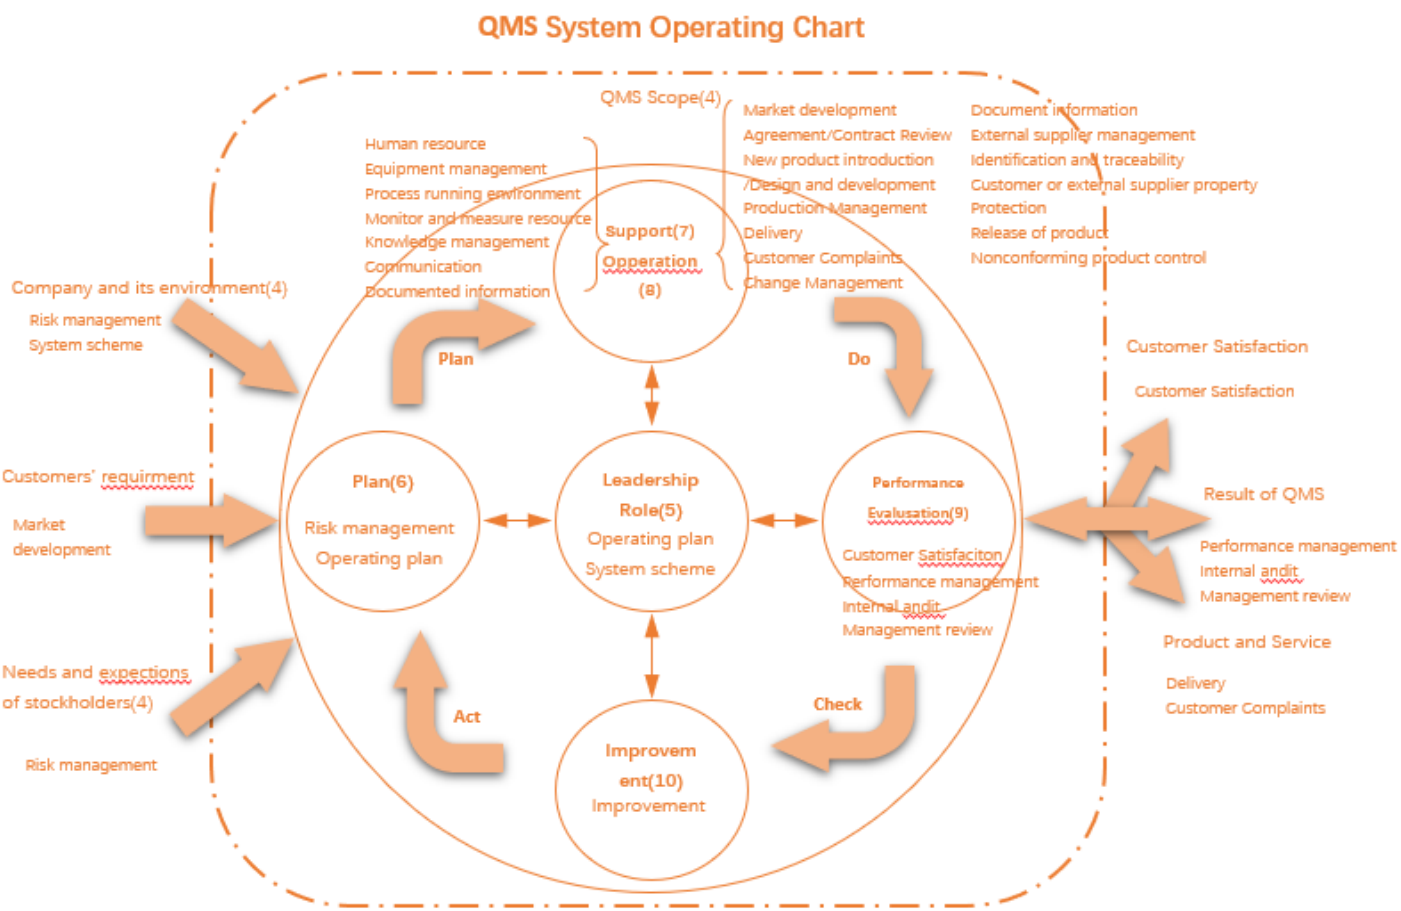 QMS System Operating Chart
QMS Scope(4)
Human resource
Equipment management
Process running environment
Monitor and measure resource
Knowledge management
Communication
Documented information
Support(7)
Opperation
(8)
Market development
Agreement/Contract Review
New product introduction
/Design and development
Production Management
Delivery
Customer Complaints
Change Management
Document information
External supplier management
Identification and traceability
Customer or external supplier property
Protection
Release of product
Nonconforming product control
Company and its environment(4)
Risk management
System scheme
Plan
Do
Customers' requirment
Market
development
Needs and expections
of stockholders(4)
Risk management
Plan(6)
Risk management
Operating plan
Leadership
Role(5)
Operating plan
System scheme
Performance
Evalusation(9)
Customer Satisfaciton
Performance management
Internal andit
Management review
Act
Check
Improvem
ent(10)
Improvement
Customer Satisfaction
Customer Satisfaction
Result of QMS
Performance management
Internal andit
Management review
Product and Service
Delivery
Customer Complaints